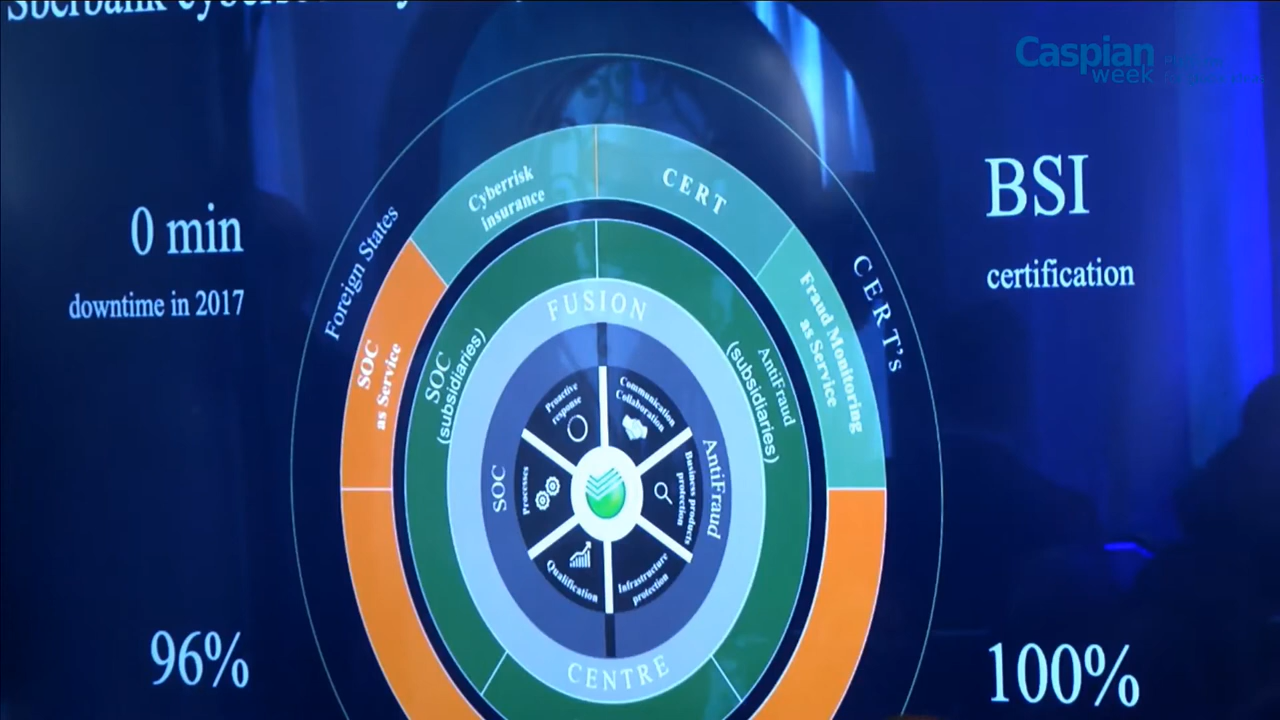 Sberbank
Caspian
week
0 min
downtime in 2017
BSI
certification
96%
100%
Foreign States
CERT's
Cyberrisk
insurance
CERT
SOC
as Service
Fraud Monitoring
as Service
SOC
(subsidiaries)
AntiFraud
(subsidiaries)
FUSION
CENTRE
SOC
AntiFraud
Proactive
response
Communication
Collaboration
Processes
Business products
protection
Qualification
Infrastructure
protection